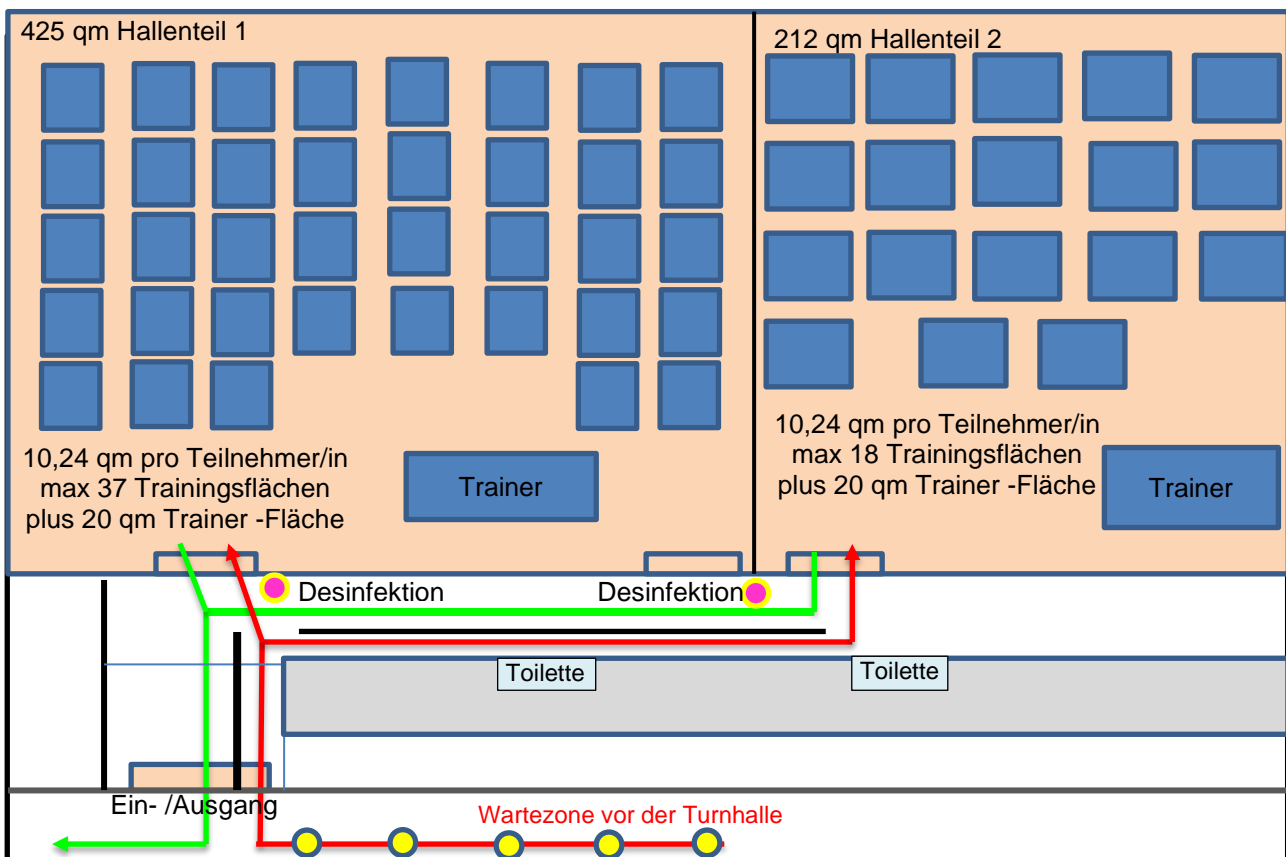 425 qm Hallenteil 1
212 qm Hallenteil 2
10,24 qm pro Teilnehmer/in
max 37 Trainingsflächen
plus 20 qm Trainer -Fläche
Trainer
10,24 qm pro Teilnehmer/in
max 18 Trainingsflächen
plus 20 qm Trainer -Fläche
Trainer
Desinfektion
Desinfektion
Toilette
Toilette
Ein- /Ausgang
Wartezone vor der Turnhalle